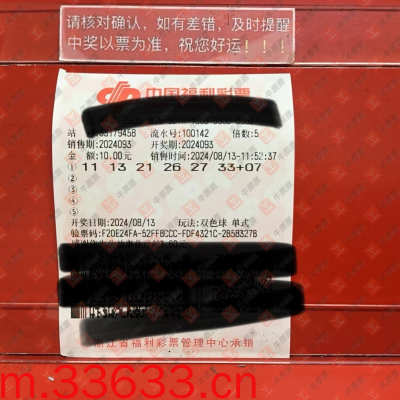 请核对确认,如有差错,及时提醒
中奖以票为准,祝您好运!!!
中国福利彩票
站 08179458 流水号:100142 倍数:5
销售期:2024093 开奖期:2024093
金 额:10.00元 销售时间:2024/08/13-11:52:37
① 11 13 21 26 27 33+07
②
③
④
⑤
开奖日期:2024/08/13 玩法:双色球 单式
验票码:F20E24FA-52FF8CCC-FDF4321C-28583278
浙江省福利彩票管理中心承销
m.33633.cn